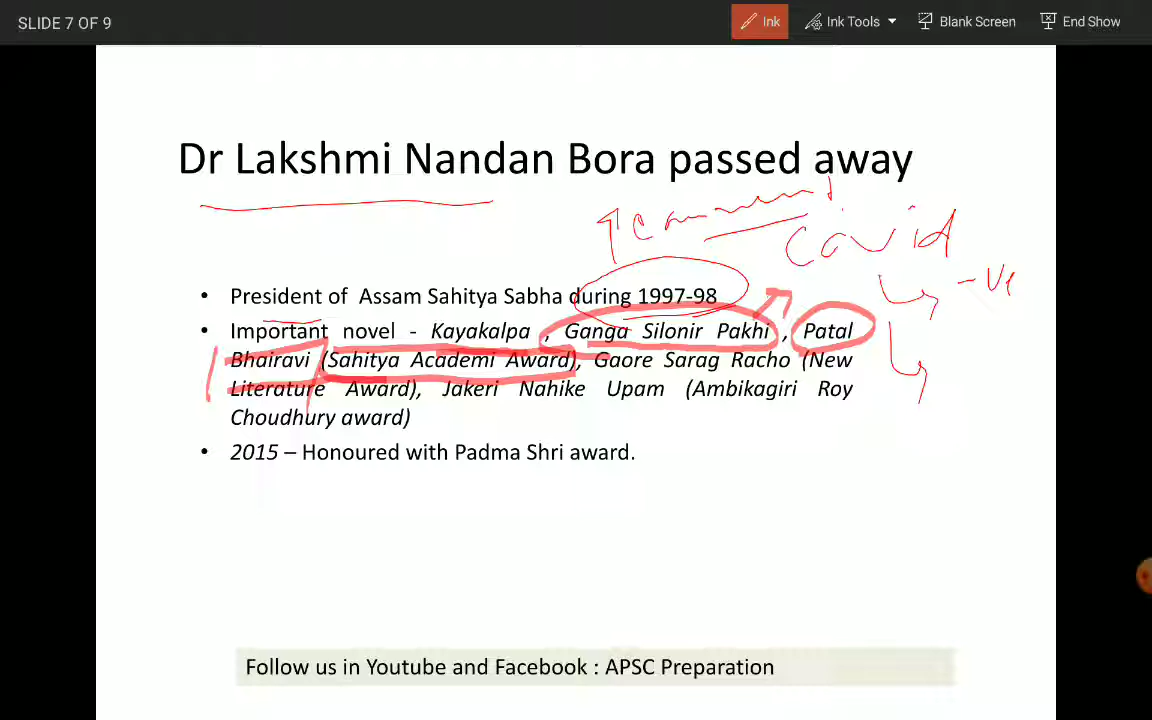 SLIDE 7 OF 9
Ink
Ink Tools
Blank Screen
End Show
Dr Lakshmi Nandan Bora passed away
comment
Covid
-Ve
• President of Assam Sahitya Sabha during 1997-98
• Important novel - Kayakalpa , Ganga Silonir Pakhi , Patal
Bhairavi (Sahitya Academi Award), Gaore Sarag Racho (New
Literature Award), Jakeri Nahike Upam (Ambikagiri Roy
Choudhury award)
• 2015 – Honoured with Padma Shri award.
Follow us in Youtube and Facebook : APSC Preparation